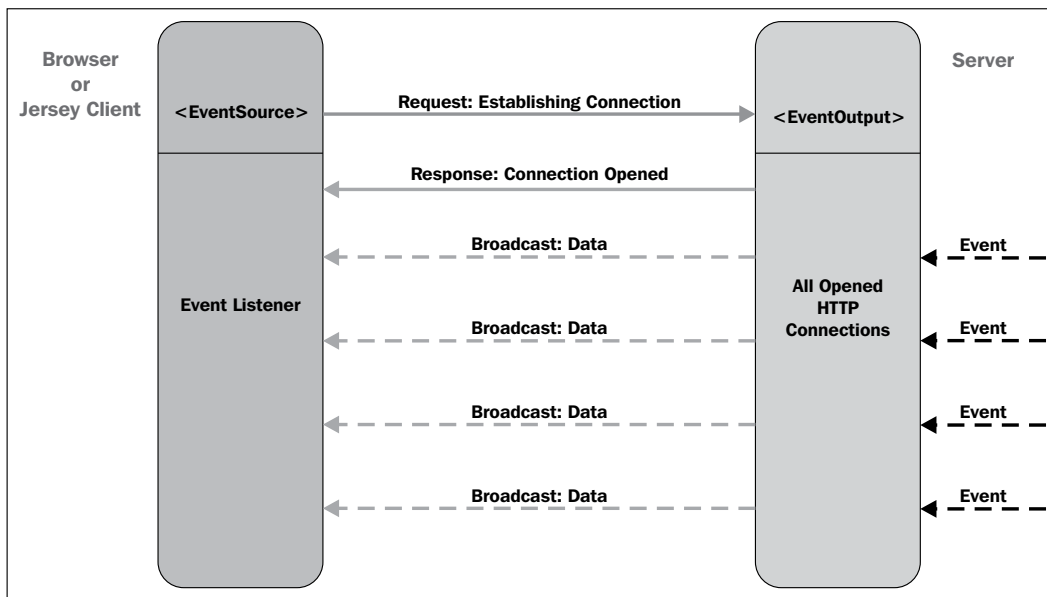 Browser
or
Jersey Client
<EventSource>
Request: Establishing Connection
<EventOutput>
Server
Response: Connection Opened
Broadcast: Data
Event
Event Listener
All Opened
HTTP
Connections
Broadcast: Data
Event
Broadcast: Data
Event
Broadcast: Data
Event